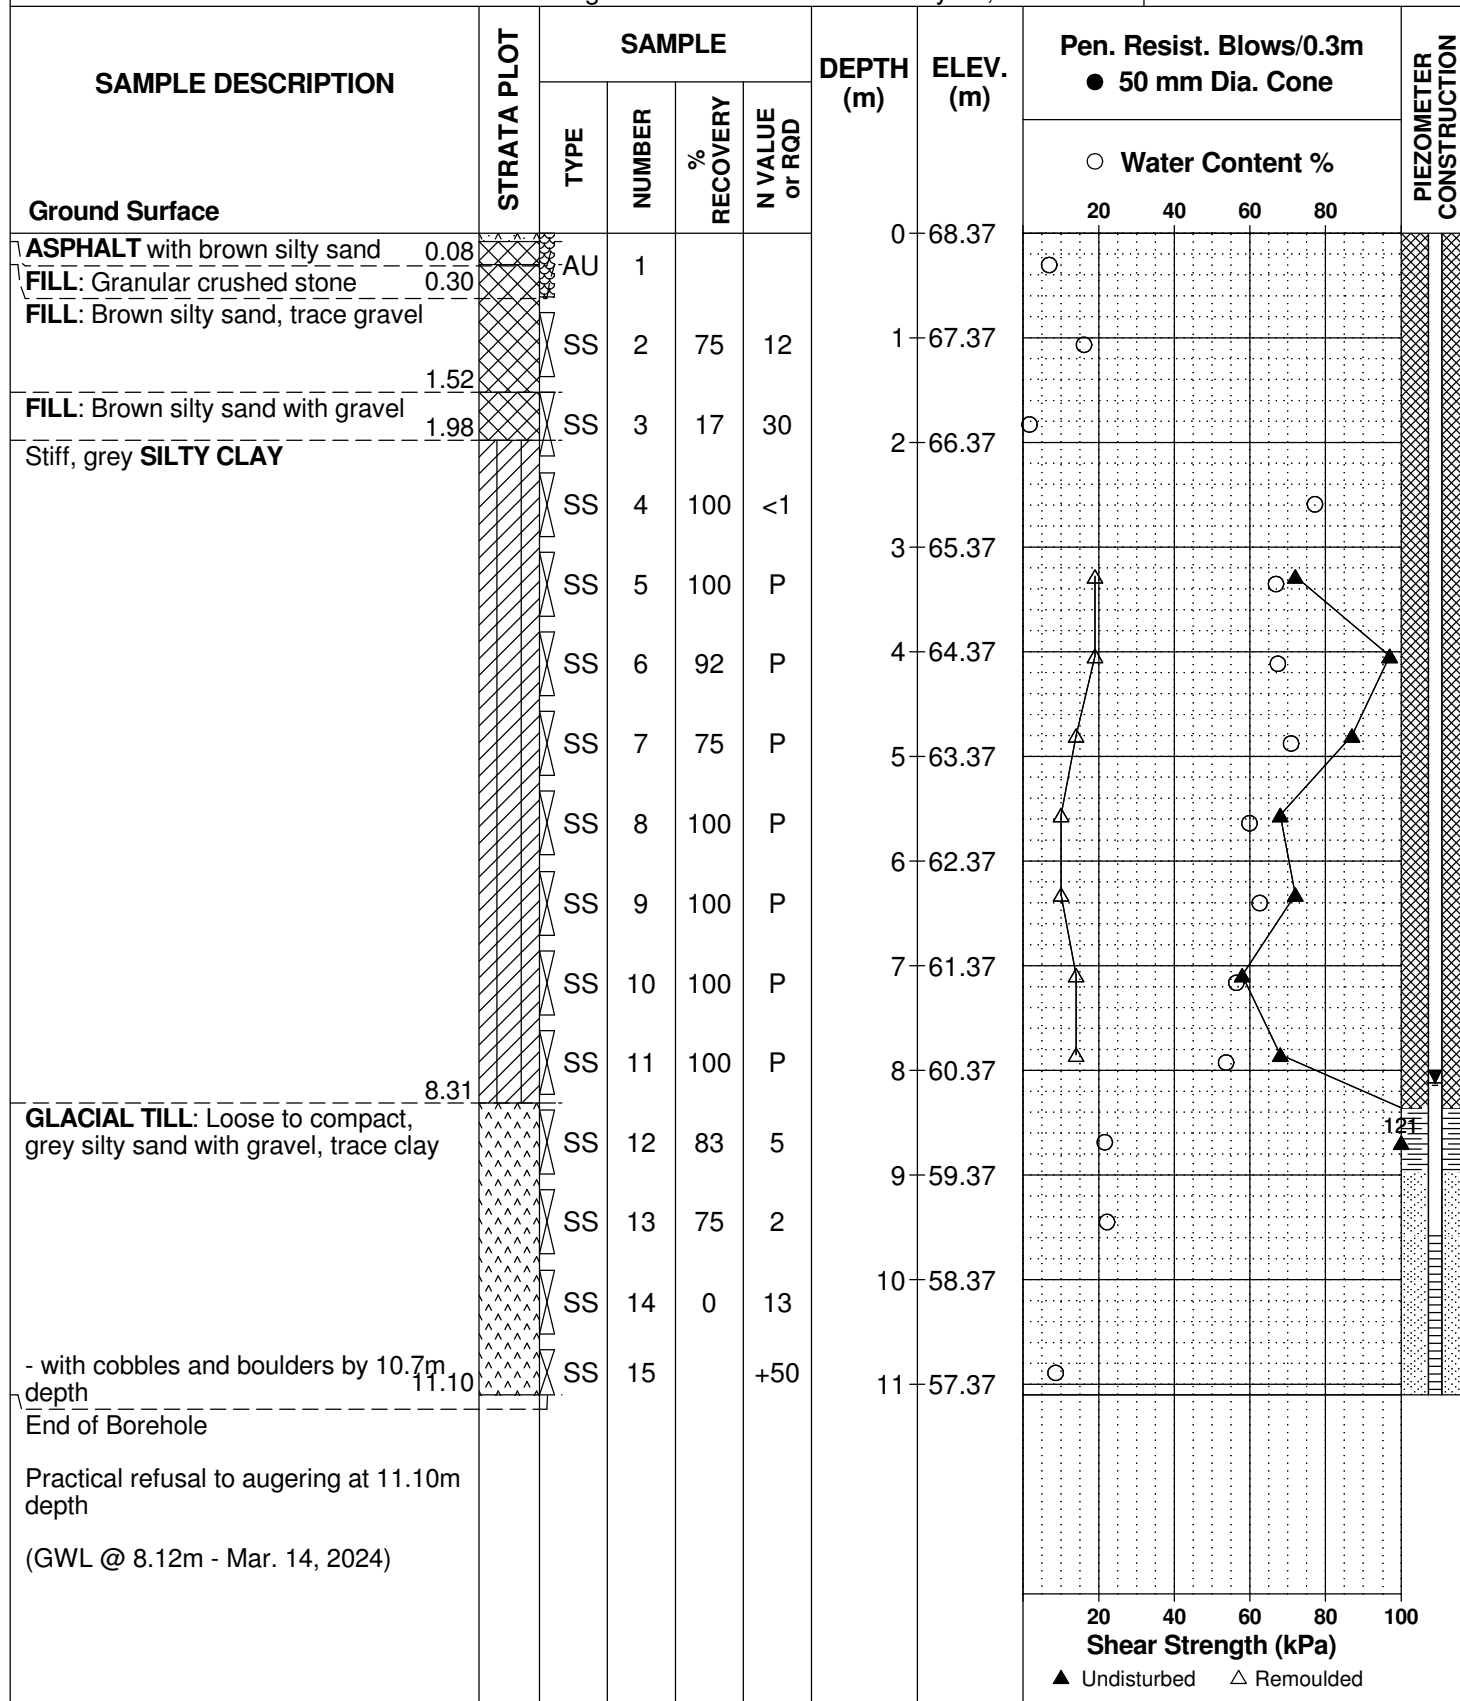 SAMPLE DESCRIPTION
STRATA PLOT
SAMPLE
TYPE
NUMBER
% RECOVERY
N VALUE or RQD
DEPTH (m)
ELEV. (m)
Pen. Resist. Blows/0.3m
● 50 mm Dia. Cone
○ Water Content %
20 40 60 80
PIEZOMETER CONSTRUCTION
Ground Surface
0 68.37
ASPHALT with brown silty sand 0.08
AU 1
FILL: Granular crushed stone 0.30
FILL: Brown silty sand, trace gravel
SS 2 75 12
1 67.37
1.52
FILL: Brown silty sand with gravel
1.98
SS 3 17 30
2 66.37
Stiff, grey SILTY CLAY
SS 4 100 <1
3 65.37
SS 5 100 P
4 64.37
SS 6 92 P
SS 7 75 P
5 63.37
SS 8 100 P
6 62.37
SS 9 100 P
7 61.37
SS 10 100 P
SS 11 100 P
8 60.37
8.31
GLACIAL TILL: Loose to compact,
grey silty sand with gravel, trace clay
121
SS 12 83 5
9 59.37
SS 13 75 2
10 58.37
SS 14 0 13
- with cobbles and boulders by 10.7m
depth
11.10
SS 15 +50
11 57.37
End of Borehole
Practical refusal to augering at 11.10m
depth
(GWL @ 8.12m - Mar. 14, 2024)
20 40 60 80 100
Shear Strength (kPa)
▲ Undisturbed △ Remoulded